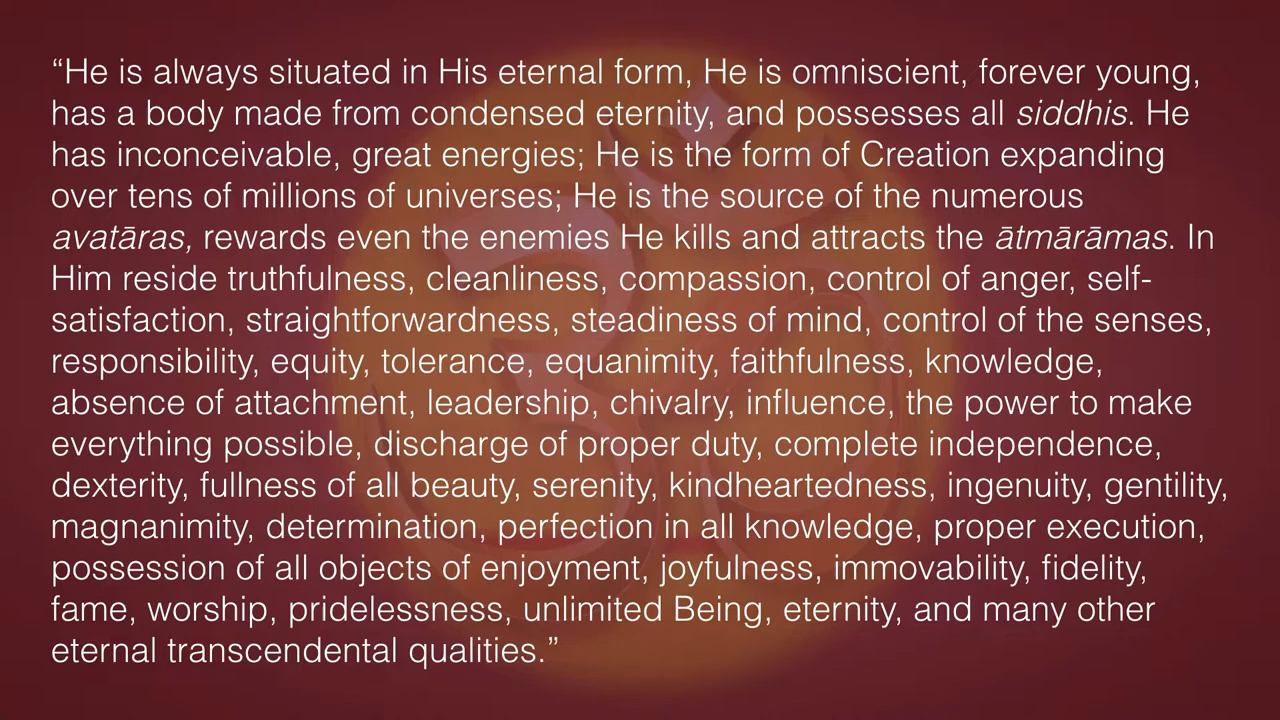 “He is always situated in His eternal form, He is omniscient, forever young,
has a body made from condensed eternity, and possesses all siddhis. He
has inconceivable, great energies; He is the form of Creation expanding
over tens of millions of universes; He is the source of the numerous
avatāras, rewards even the enemies He kills and attracts the ātmārāmas. In
Him reside truthfulness, cleanliness, compassion, control of anger, self-
satisfaction, straightforwardness, steadiness of mind, control of the senses,
responsibility, equity, tolerance, equanimity, faithfulness, knowledge,
absence of attachment, leadership, chivalry, influence, the power to make
everything possible, discharge of proper duty, complete independence,
dexterity, fullness of all beauty, serenity, kindheartedness, ingenuity, gentility,
magnanimity, determination, perfection in all knowledge, proper execution,
possession of all objects of enjoyment, joyfulness, immovability, fidelity,
fame, worship, pridelessness, unlimited Being, eternity, and many other
eternal transcendental qualities.”